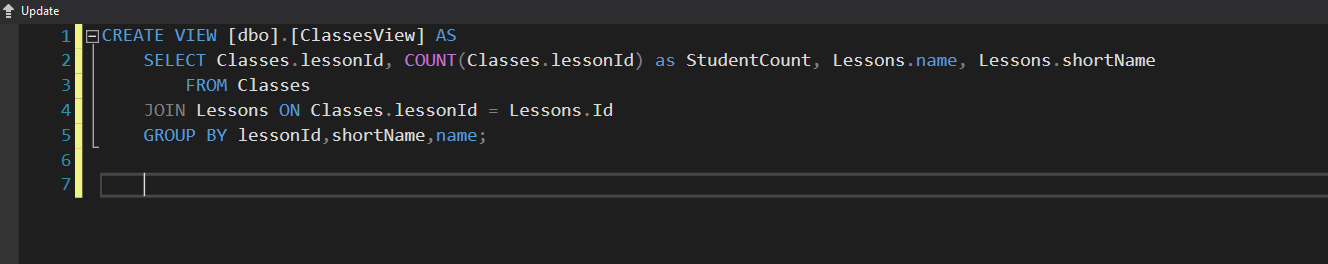 Update
1 CREATE VIEW [dbo].[ClassesView] AS
2 SELECT Classes.lessonId, COUNT(Classes.lessonId) as StudentCount, Lessons.name, Lessons.shortName
3 FROM Classes
4 JOIN Lessons ON Classes.lessonId = Lessons.Id
5 GROUP BY lessonId,shortName,name;
6
7